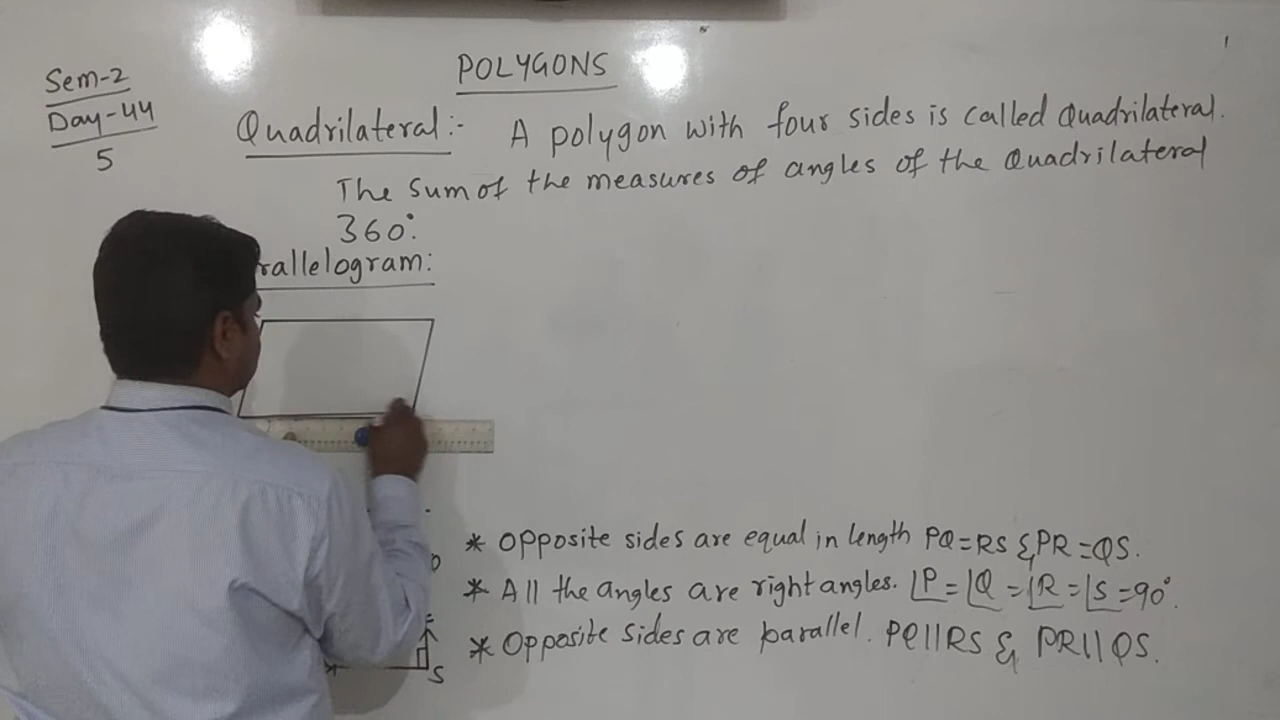 POLYGONS
Sem-2
Day-44
5
Quadrilateral:- A polygon with four sides is called Quadrilateral.
The sum of the measures of angles of the Quadrilateral
360°.
rallelogram:
* Opposite sides are equal in length PQ=RS & PR=QS.
* All the angles are right angles. ∠P=∠Q=∠R=∠S=90°.
* Opposite sides are parallel. PQ||RS & PR||QS.
S